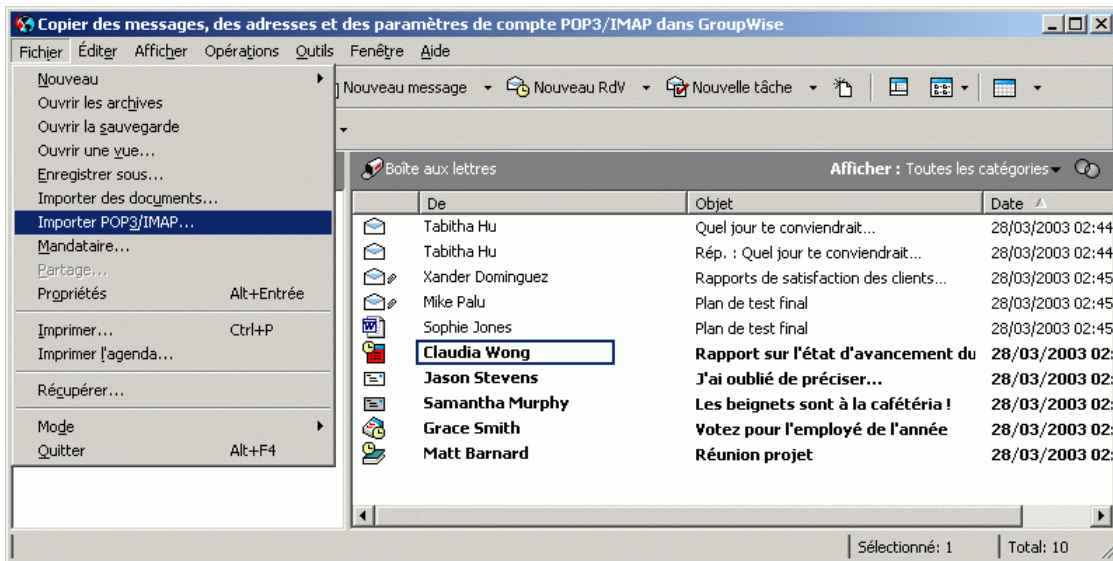 Copier des messages, des adresses et des paramètres de compte POP3/IMAP dans GroupWise
Fichier Éditer Afficher Opérations Outils Fenêtre Aide
Nouveau message Nouveau RdV Nouvelle tâche
Nouveau
Ouvrir les archives
Ouvrir la sauvegarde
Ouvrir une vue...
Enregistrer sous...
Importer des documents...
Importer POP3/IMAP...
Mandataire...
Partage...
Propriétés Alt+Entrée
Imprimer... Ctrl+P
Imprimer l'agenda...
Récupérer...
Mode
Quitter Alt+F4
Boîte aux lettres Afficher : Toutes les catégories
De Objet Date
Tabitha Hu Quel jour te conviendrait... 28/03/2003 02:44
Tabitha Hu Rép. : Quel jour te conviendrait... 28/03/2003 02:44
Xander Dominguez Rapports de satisfaction des clients... 28/03/2003 02:45
Mike Palu Plan de test final 28/03/2003 02:45
Sophie Jones Plan de test final 28/03/2003 02:45
Claudia Wong Rapport sur l'état d'avancement du 28/03/2003 02:
Jason Stevens J'ai oublié de préciser... 28/03/2003 02:
Samantha Murphy Les beignets sont à la cafétéria ! 28/03/2003 02:
Grace Smith Votez pour l'employé de l'année 28/03/2003 02:
Matt Barnard Réunion projet 28/03/2003 02:
Sélectionné: 1 Total: 10